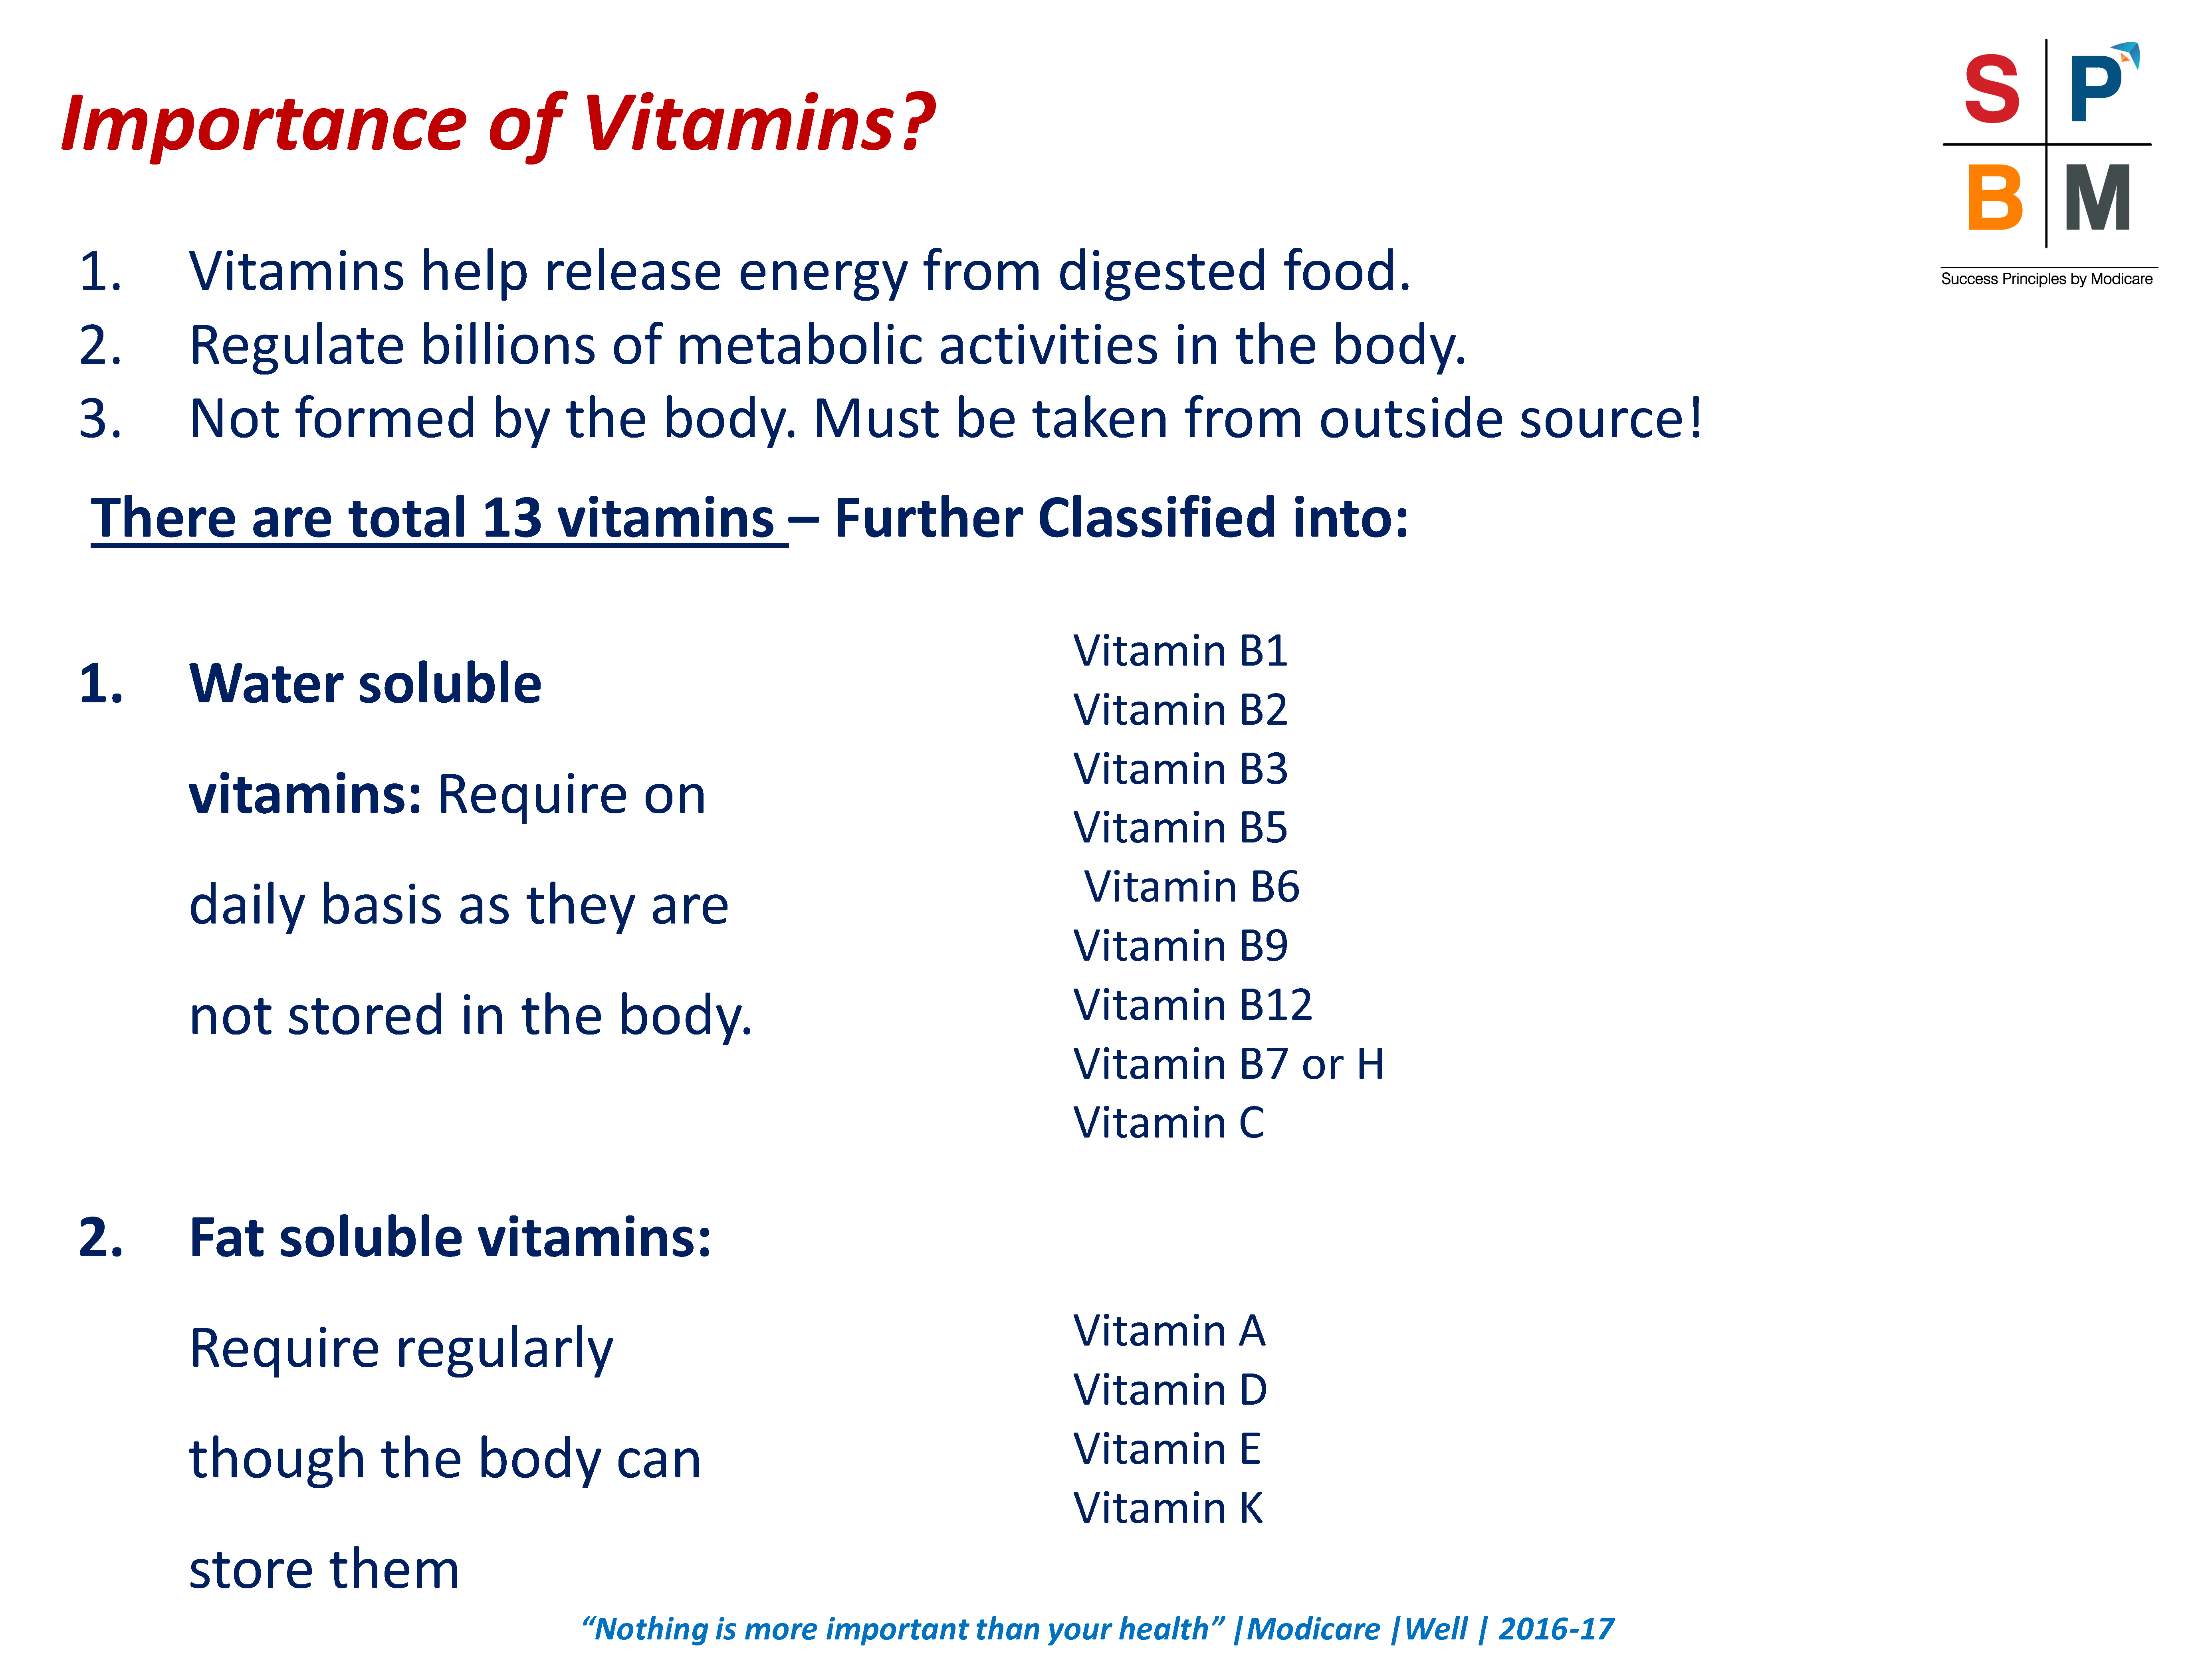 Importance of Vitamins?
S P
B M
Success Principles by Modicare
1. Vitamins help release energy from digested food.
2. Regulate billions of metabolic activities in the body.
3. Not formed by the body. Must be taken from outside source!
There are total 13 vitamins – Further Classified into:
1. Water soluble
vitamins: Require on
daily basis as they are
not stored in the body.
Vitamin B1
Vitamin B2
Vitamin B3
Vitamin B5
Vitamin B6
Vitamin B9
Vitamin B12
Vitamin B7 or H
Vitamin C
2. Fat soluble vitamins:
Require regularly
though the body can
store them
Vitamin A
Vitamin D
Vitamin E
Vitamin K
“Nothing is more important than your health” |Modicare |Well | 2016-17